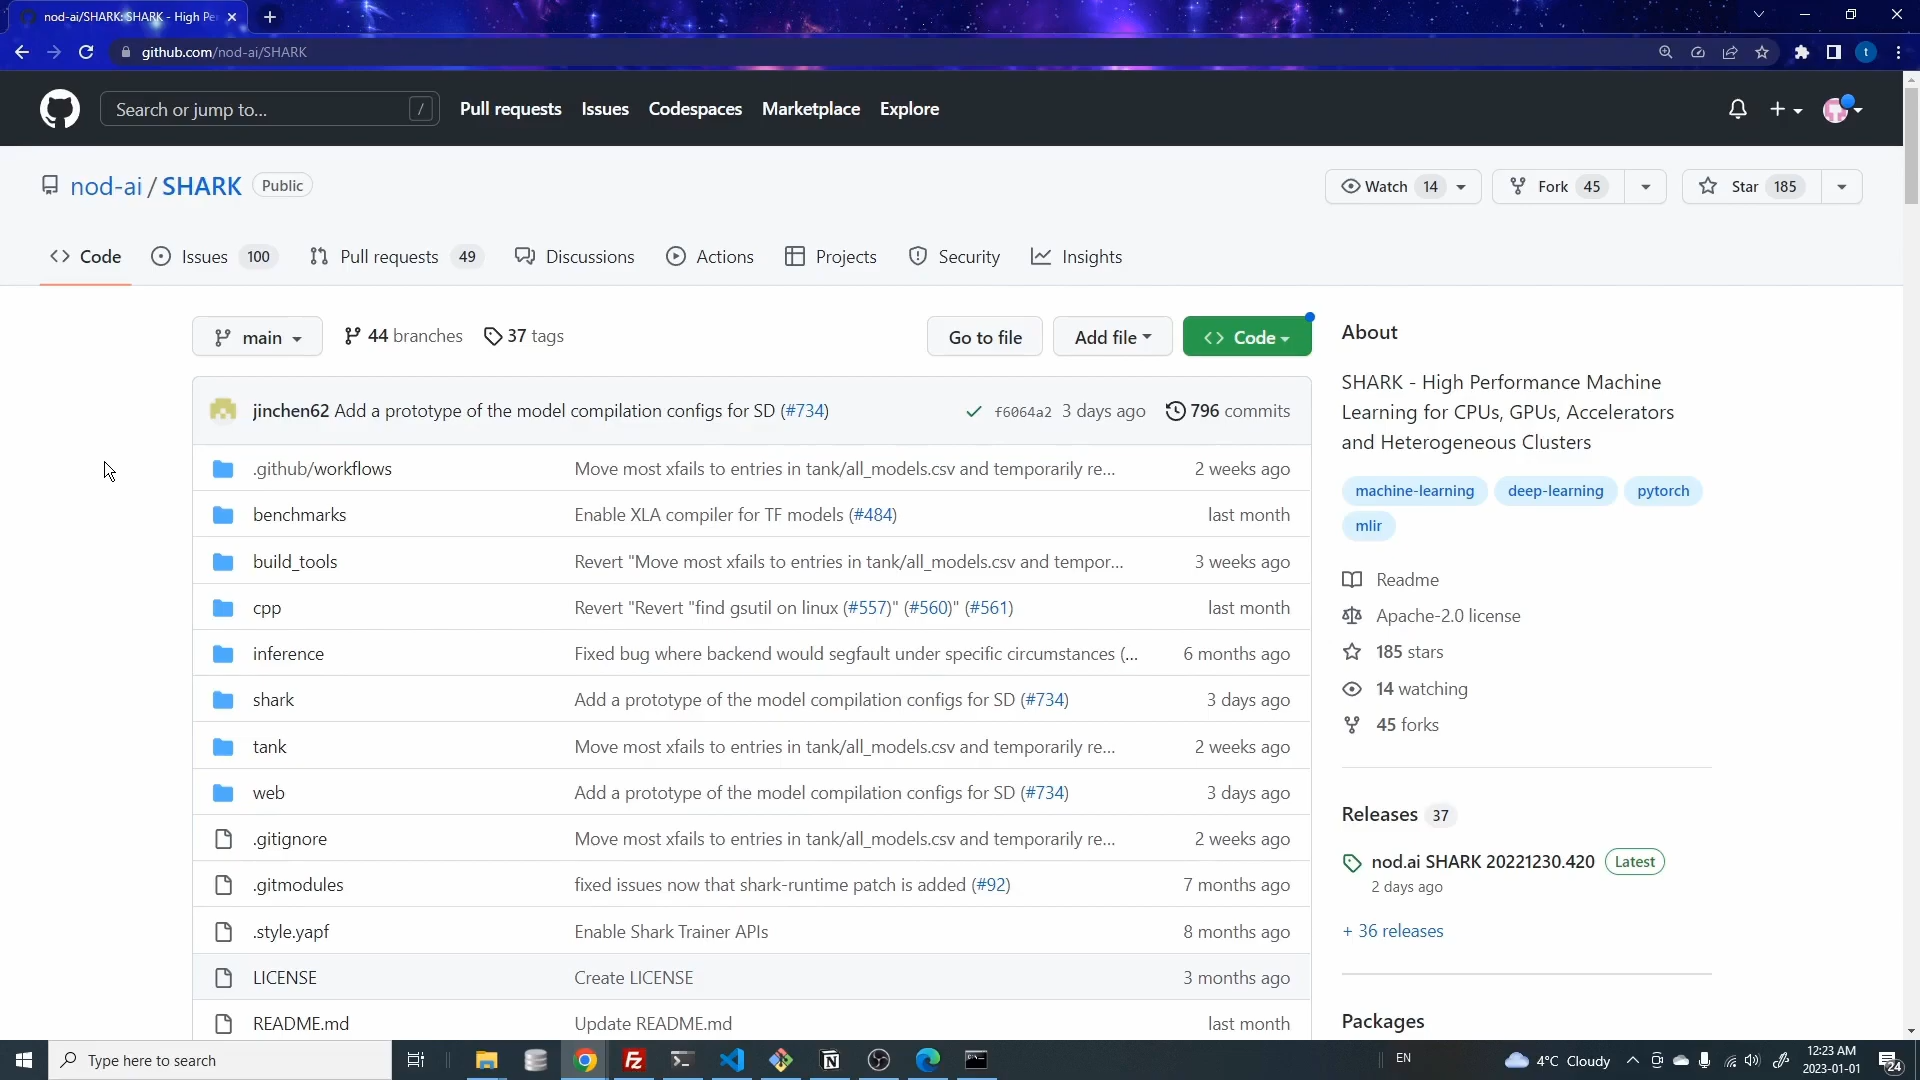 nod-ai/SHARK: SHARK - High Pe
github.com/nod-ai/SHARK
t
Search or jump to...
/
Pull requests
Issues
Codespaces
Marketplace
Explore
nod-ai / SHARK
Public
Watch 14
Fork 45
Star 185
Code
Issues 100
Pull requests 49
Discussions
Actions
Projects
Security
Insights
main
44 branches
37 tags
Go to file
Add file
Code
jinchen62 Add a prototype of the model compilation configs for SD (#734)
f6064a2 3 days ago
796 commits
.github/workflows
Move most xfails to entries in tank/all_models.csv and temporarily re...
2 weeks ago
benchmarks
Enable XLA compiler for TF models (#484)
last month
build_tools
Revert "Move most xfails to entries in tank/all_models.csv and tempor...
3 weeks ago
cpp
Revert "Revert "find gsutil on linux (#557)" (#560)" (#561)
last month
inference
Fixed bug where backend would segfault under specific circumstances (...
6 months ago
shark
Add a prototype of the model compilation configs for SD (#734)
3 days ago
tank
Move most xfails to entries in tank/all_models.csv and temporarily re...
2 weeks ago
web
Add a prototype of the model compilation configs for SD (#734)
3 days ago
.gitignore
Move most xfails to entries in tank/all_models.csv and temporarily re...
2 weeks ago
.gitmodules
fixed issues now that shark-runtime patch is added (#92)
7 months ago
.style.yapf
Enable Shark Trainer APIs
8 months ago
LICENSE
Create LICENSE
3 months ago
README.md
Update README.md
last month
About
SHARK - High Performance Machine
Learning for CPUs, GPUs, Accelerators
and Heterogeneous Clusters
machine-learning
deep-learning
pytorch
mlir
Readme
Apache-2.0 license
185 stars
14 watching
45 forks
Releases 37
nod.ai SHARK 20221230.420
Latest
2 days ago
+ 36 releases
Packages
Type here to search
EN
4°C Cloudy
12:23 AM
2023-01-01
24